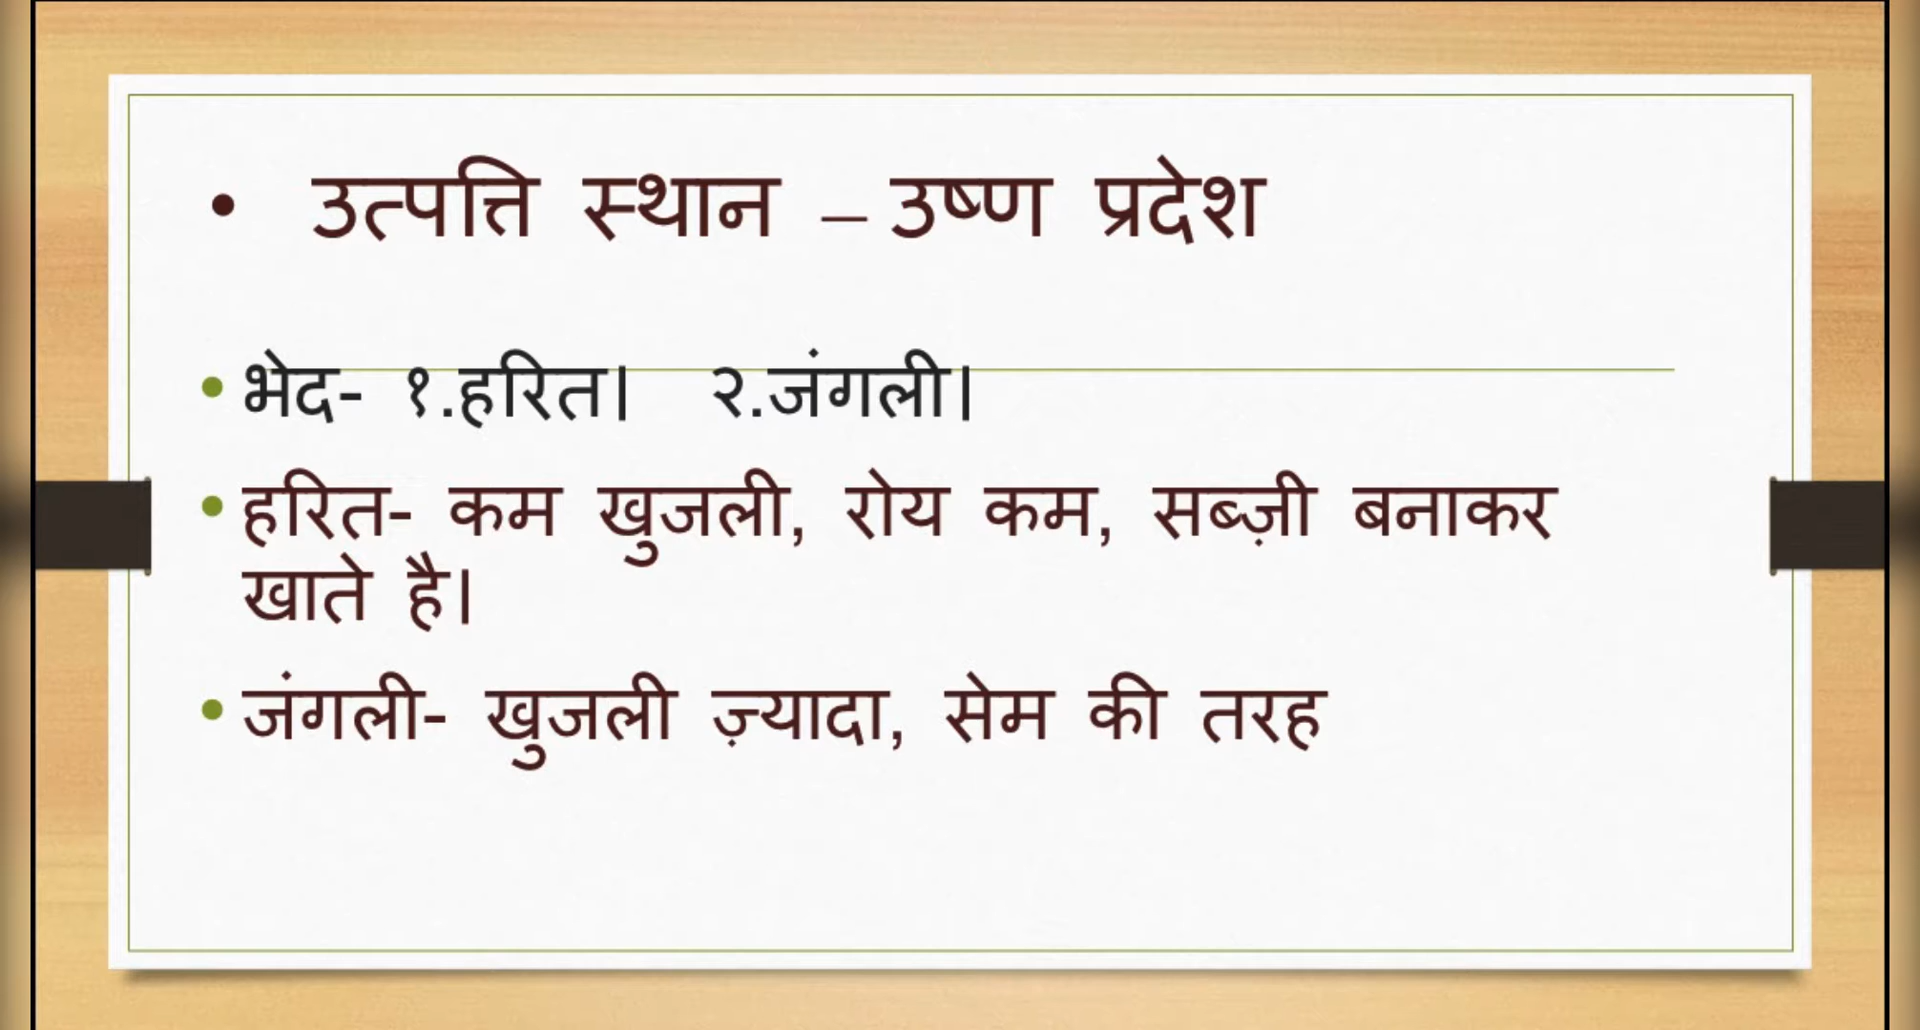 • उत्पत्ति स्थान – उष्ण प्रदेश
• भेद- १.हरित। २.जंगली।
• हरित- कम खुजली, रोय कम, सब्ज़ी बनाकर
खाते है।
• जंगली- खुजली ज़्यादा, सेम की तरह